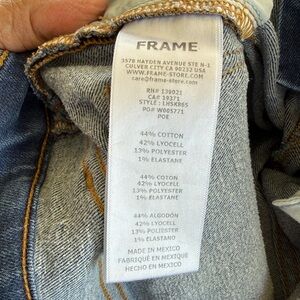 FRAME
3578 HAYDEN AVENUE STE N-1
CULVER CITY CA 90232 USA
WWW.FRAME-STORE.COM
care@frame-store.com
RN# 139021
CA# 19271
STYLE: LHSKR65
PO# W005771
POE
44% COTTON
42% LYOCELL
13% POLYESTER
1% ELASTANE
44% COTON
42% LYCELL
13% POLYESTER
1% ELASTANE
44% ALGODÓN
42% LYOCELL
13% POLIESTER
1% ELASTANO
MADE IN MEXICO
FABRIQUÉ EN MEXIQUE
HECHO EN MEXICO